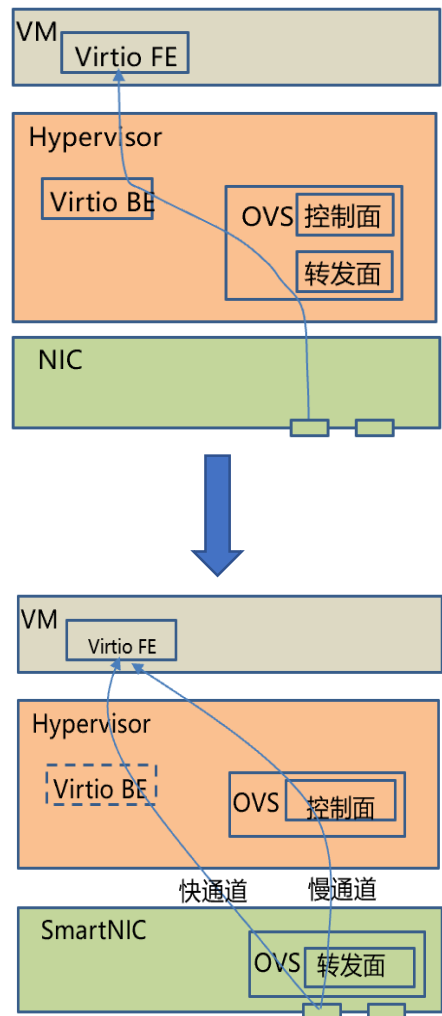 VM
Virtio FE
Hypervisor
Virtio BE
OVS
控制面
转发面
NIC
VM
Virtio FE
Hypervisor
Virtio BE
OVS
控制面
快通道
慢通道
SmartNIC
OVS
转发面